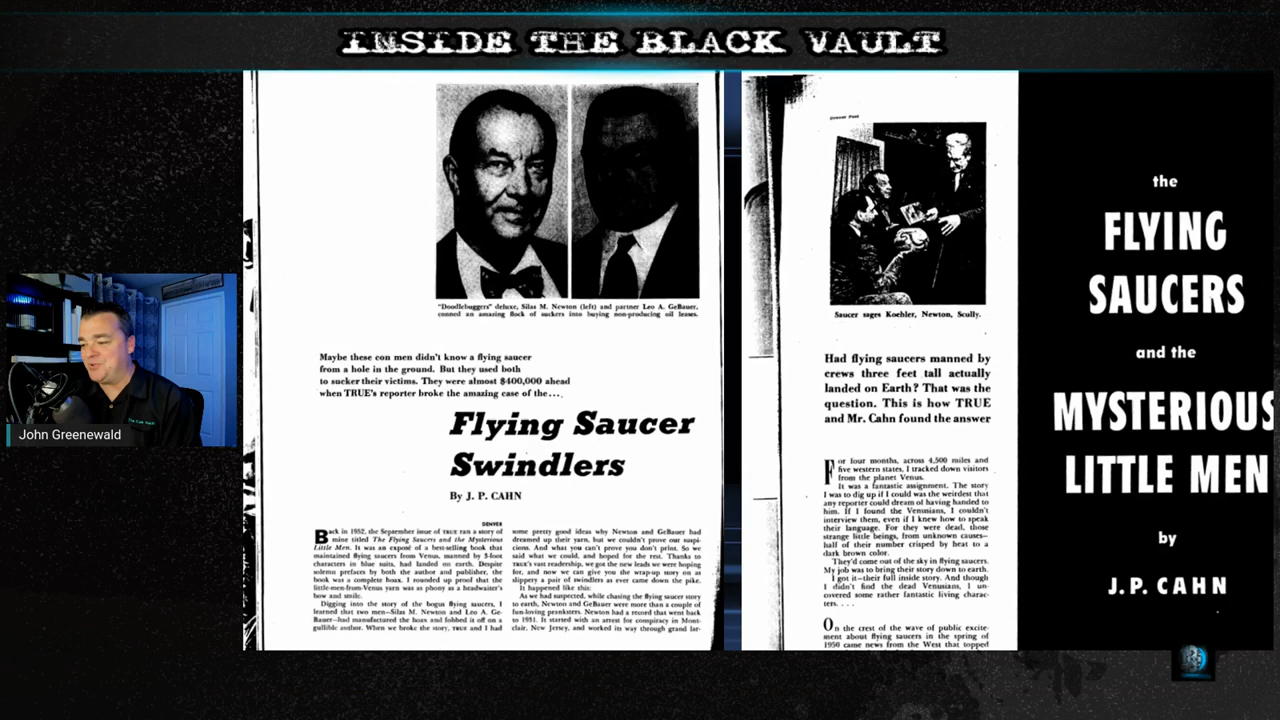 INSIDE THE BLACK VAULT
"Doodlebuggers" deluxe, Silas M. Newton (left) and partner Leo A. GeBauer,
conned an amazing flock of suckers into buying non-producing oil leases.
Maybe these con men didn't know a flying saucer
from a hole in the ground. But they used both
to sucker their victims. They were almost $400,000 ahead
when TRUE's reporter broke the amazing case of the...
Flying Saucer
Swindlers
By J. P. CAHN
DENVER
Back in 1952, the September issue of TRUE ran a story of
mine titled The Flying Saucers and the Mysterious
Little Men. It was an exposé of a best-selling book that
maintained flying saucers from Venus, manned by 3-foot
characters in blue suits, had landed on earth. Despite
solemn prefaces by both the author and publisher, the
book was a complete hoax. I rounded up proof that the
little-men-from-Venus yarn was as phony as a headwaiter's
bow and smile.
Digging into the story of the bogus flying saucers, I
learned that two men—Silas M. Newton and Leo A. Ge-
Bauer—had manufactured the hoax and fobbed it off on a
gullible author. When we broke the story, TRUE and I had
some pretty good ideas why Newton and GeBauer had
dreamed up their yarn, but we couldn't prove our suspi-
cions. And what you can't prove you don't print. So we
said what we could, and hoped for the rest. Thanks to
TRUE's vast readership, we got the new leads we were hoping
for, and now we can give you the wrap-up story on as
slippery a pair of swindlers as ever came down the pike.
It happened like this:
As we had suspected, while chasing the flying saucer story
to earth, Newton and GeBauer were more than a couple of
fun-loving pranksters. Newton had a record that went back
to 1931. It started with an arrest for conspiracy in Mont-
clair, New Jersey, and worked its way through grand lar-
Denver Post
Saucer sages Koehler, Newton, Scully.
Had flying saucers manned by
crews three feet tall actually
landed on Earth? That was the
question. This is how TRUE
and Mr. Cahn found the answer
For four months, across 4,500 miles and
five western states, I tracked down visitors
from the planet Venus.
It was a fantastic assignment. The story
I was to dig up if I could was the weirdest that
any reporter could dream of having handed to
him. If I found the Venusians, I couldn't
interview them, even if I knew how to speak
their language. For they were dead, those
strange little beings, from unknown causes—
half of their number crisped by heat to a
dark brown color.
They'd come out of the sky in flying saucers.
My job was to bring their story down to earth.
I got it—their full inside story. And though
I didn't find the dead Venusians, I un-
covered some rather fantastic living charac-
ters. . . .
On the crest of the wave of public excite-
ment about flying saucers in the spring of
1950 came news from the West that topped
the
FLYING
SAUCERS
and the
MYSTERIOUS
LITTLE MEN
by
J.P. CAHN
John Greenewald